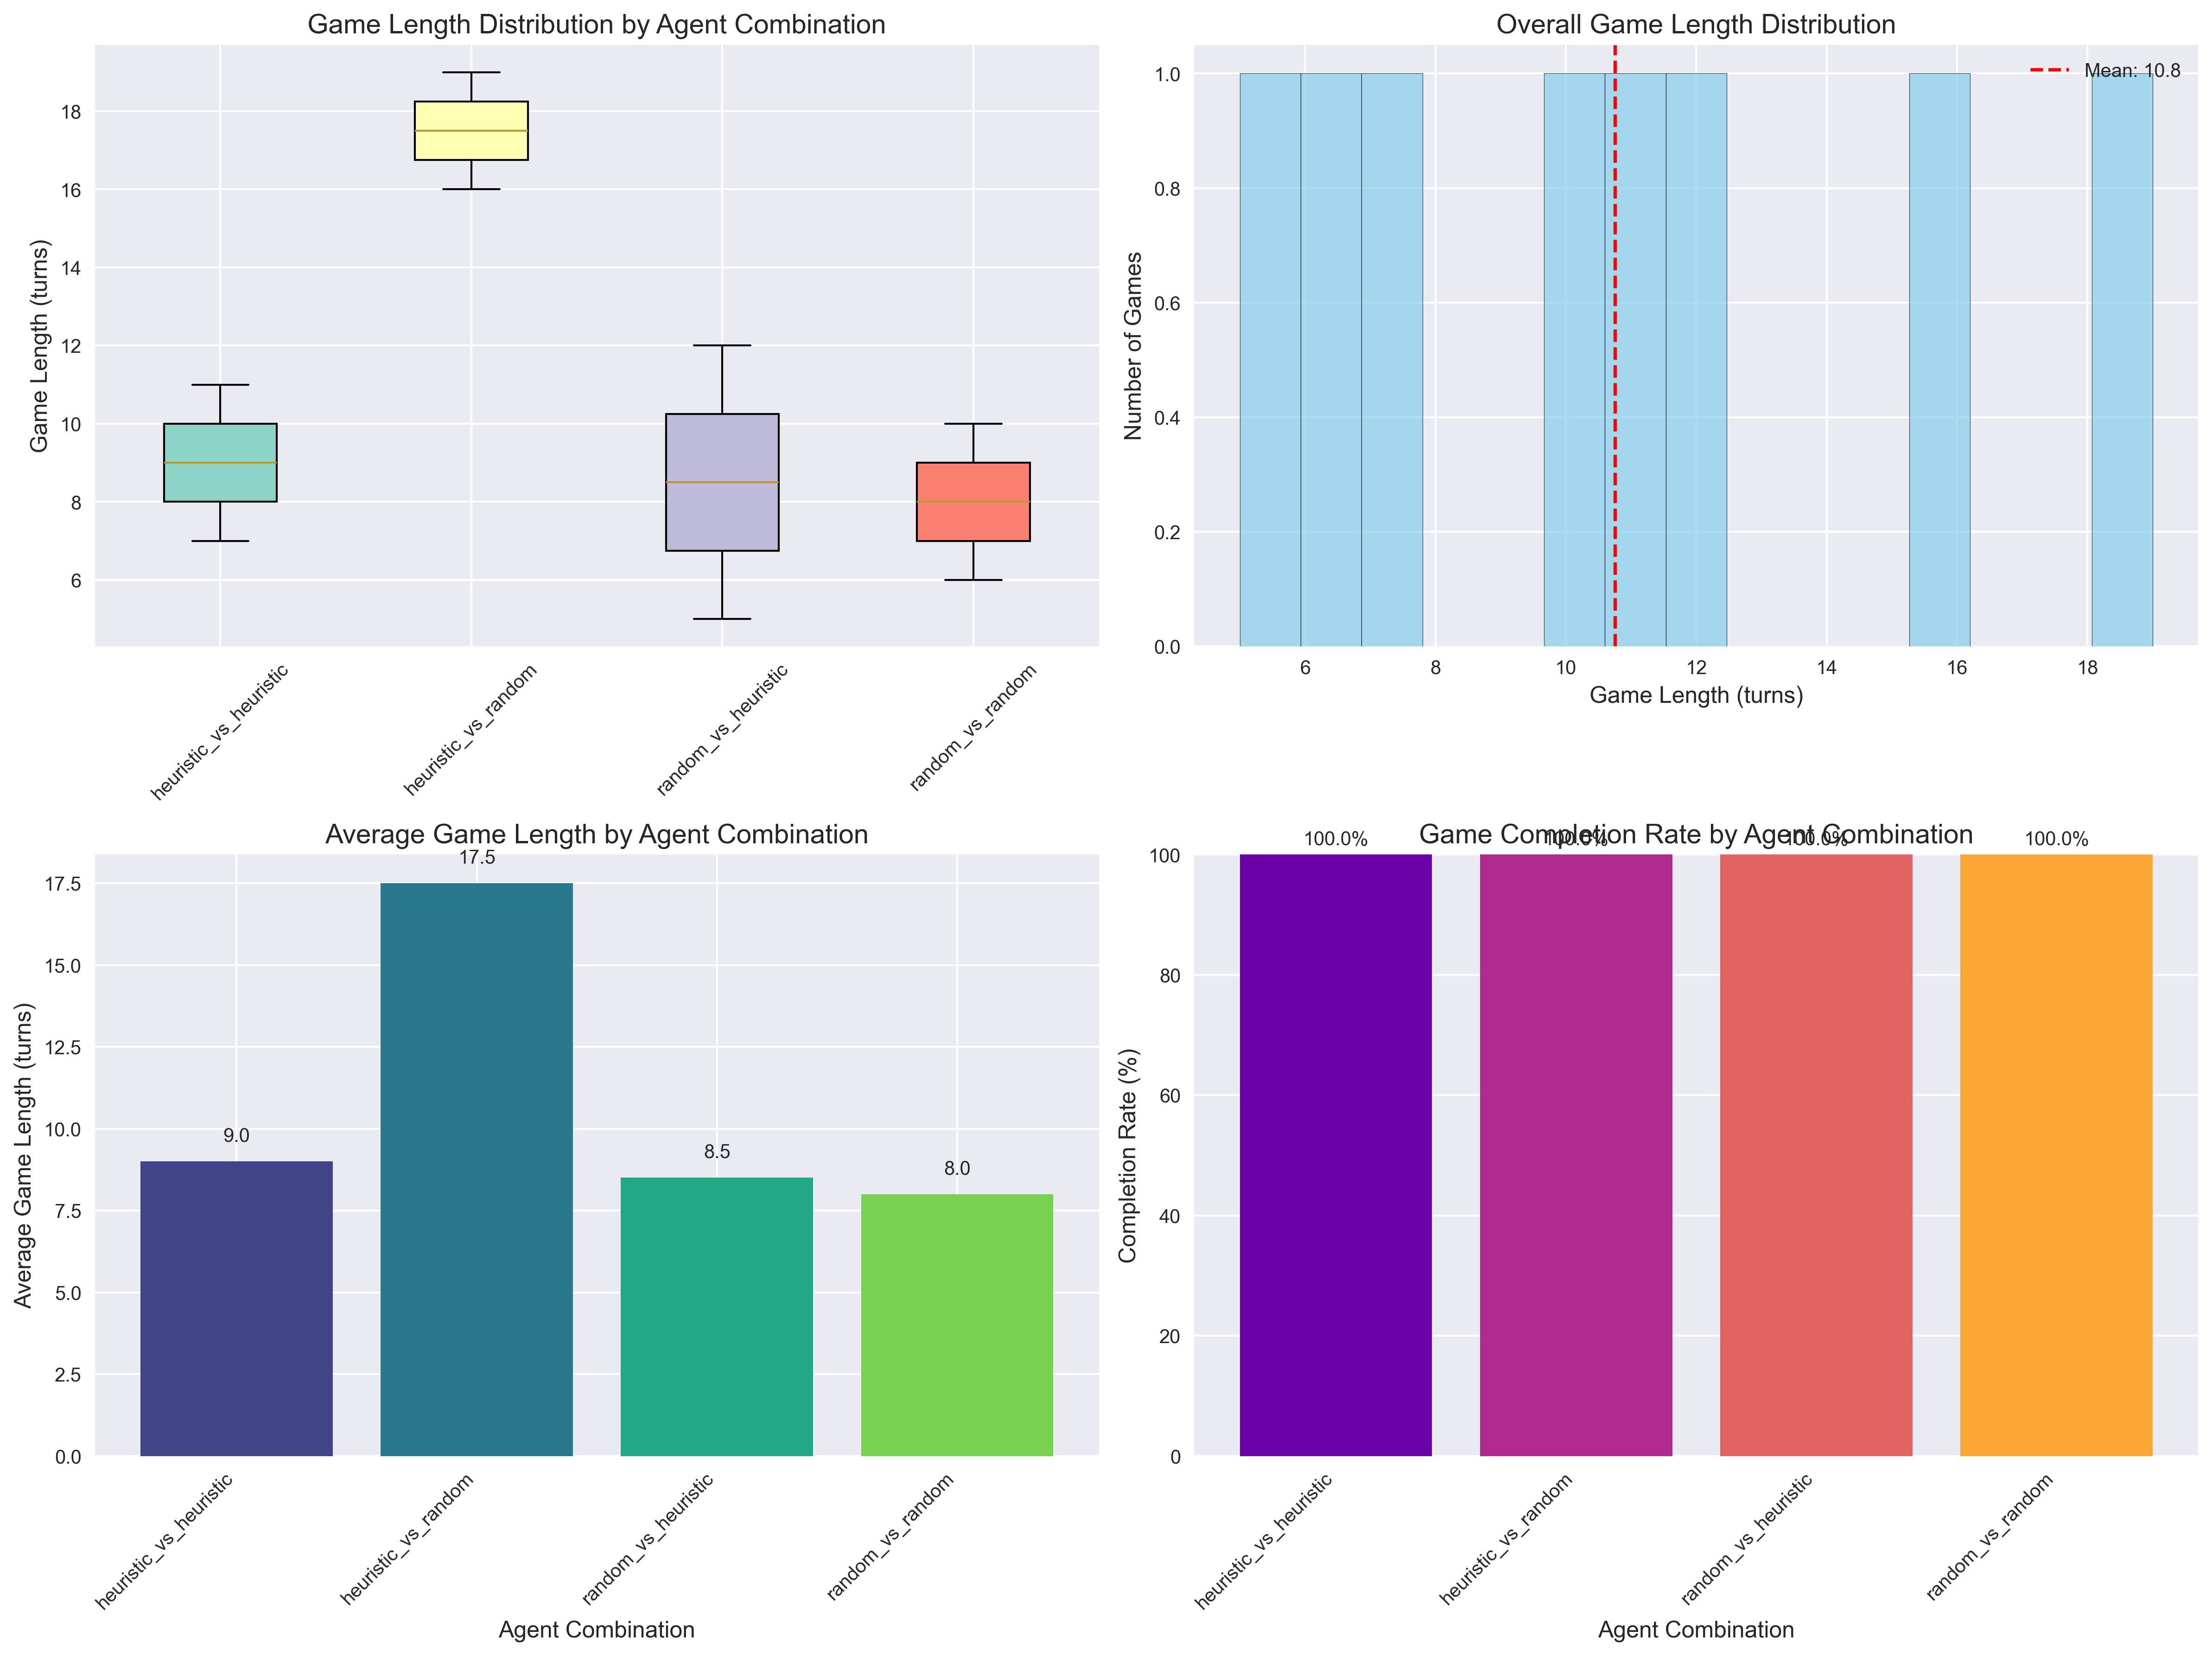 Game Length Distribution by Agent Combination
Game Length (turns)
18
16
14
12
10
8
6
heuristic_vs_heuristic
heuristic_vs_random
random_vs_heuristic
random_vs_random
Overall Game Length Distribution
Mean: 10.8
Number of Games
1.0
0.8
0.6
0.4
0.2
0.0
6 8 10 12 14 16 18
Game Length (turns)
Average Game Length by Agent Combination
Average Game Length (turns)
17.5
15.0
12.5
10.0
7.5
5.0
2.5
0.0
9.0
17.5
8.5
8.0
heuristic_vs_heuristic
heuristic_vs_random
random_vs_heuristic
random_vs_random
Agent Combination
Game Completion Rate by Agent Combination
100.0% 100.0% 100.0% 100.0%
Completion Rate (%)
100
80
60
40
20
0
heuristic_vs_heuristic
heuristic_vs_random
random_vs_heuristic
random_vs_random
Agent Combination